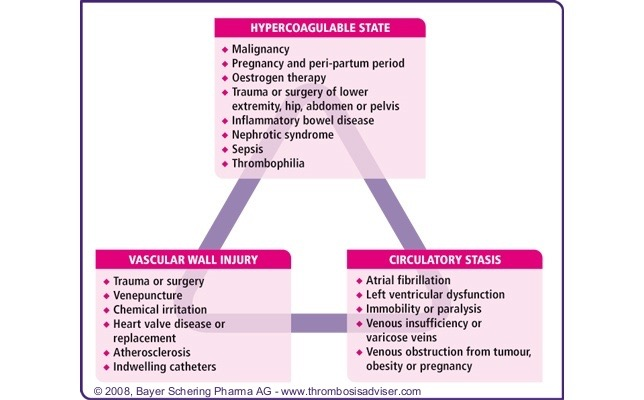 HYPERCOAGULABLE STATE
◆ Malignancy
◆ Pregnancy and peri-partum period
◆ Oestrogen therapy
◆ Trauma or surgery of lower
extremity, hip, abdomen or pelvis
◆ Inflammatory bowel disease
◆ Nephrotic syndrome
◆ Sepsis
◆ Thrombophilia
VASCULAR WALL INJURY
◆ Trauma or surgery
◆ Venepuncture
◆ Chemical irritation
◆ Heart valve disease or
replacement
◆ Atherosclerosis
◆ Indwelling catheters
CIRCULATORY STASIS
◆ Atrial fibrillation
◆ Left ventricular dysfunction
◆ Immobility or paralysis
◆ Venous insufficiency or
varicose veins
◆ Venous obstruction from tumour,
obesity or pregnancy
© 2008, Bayer Schering Pharma AG - www.thrombosisadviser.com